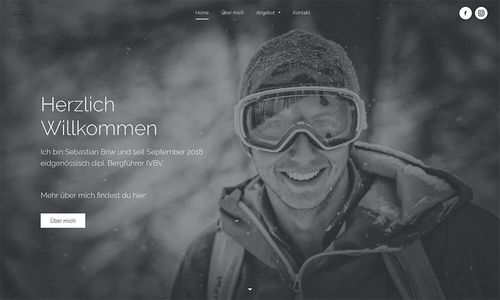 Home Über mich Angebot Kontakt
Herzlich
Willkommen
Ich bin Sebastian Briw und seit September 2018
eidgenössisch dipl. Bergführer IVBV.
Mehr über mich findest du hier:
Über mich